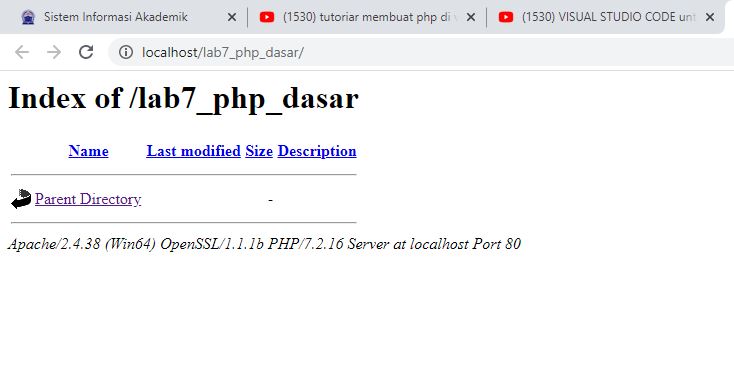 Sistem Informasi Akademik
(1530) tutoriar membuat php di v
(1530) VISUAL STUDIO CODE unt
localhost/lab7_php_dasar/
Index of /lab7_php_dasar
Name Last modified Size Description
Parent Directory -
Apache/2.4.38 (Win64) OpenSSL/1.1.1b PHP/7.2.16 Server at localhost Port 80